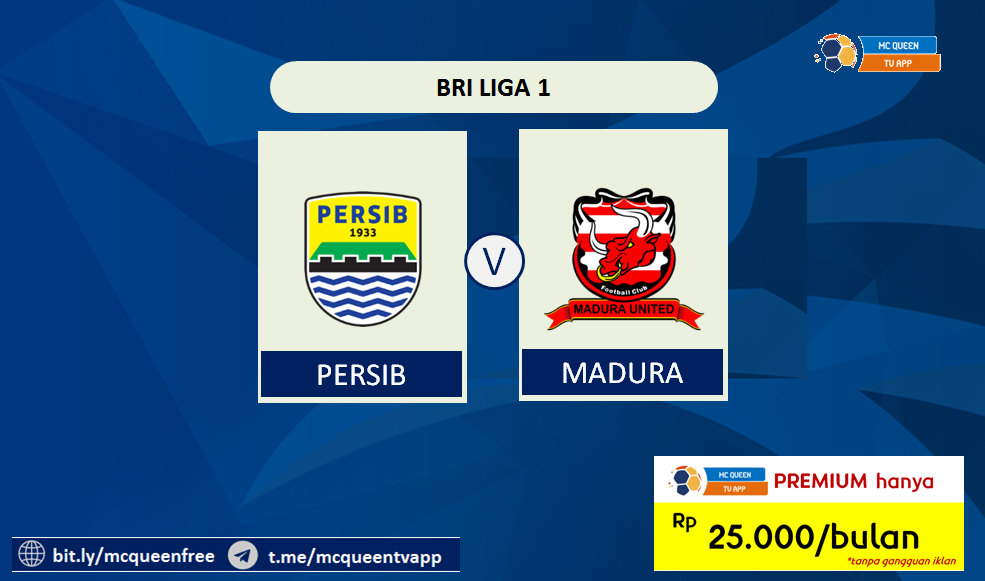 MC QUEEN
TV APP
BRI LIGA 1
PERSIB
1933
V
Football Club
MADURA UNITED
PERSIB
MADURA
MC QUEEN
TV APP
PREMIUM hanya
Rp 25.000/bulan
*tanpa gangguan iklan
bit.ly/mcqueenfree t.me/mcqueentvapp